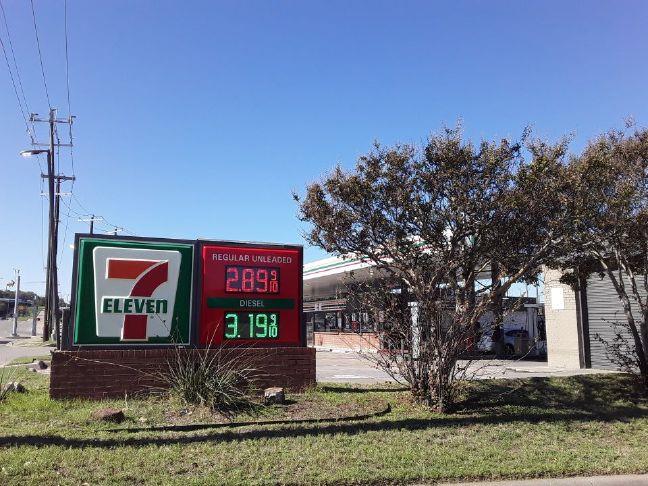 7
ELEVEN
REGULAR UNLEADED
2.89 9/10
DIESEL
3.19 9/10